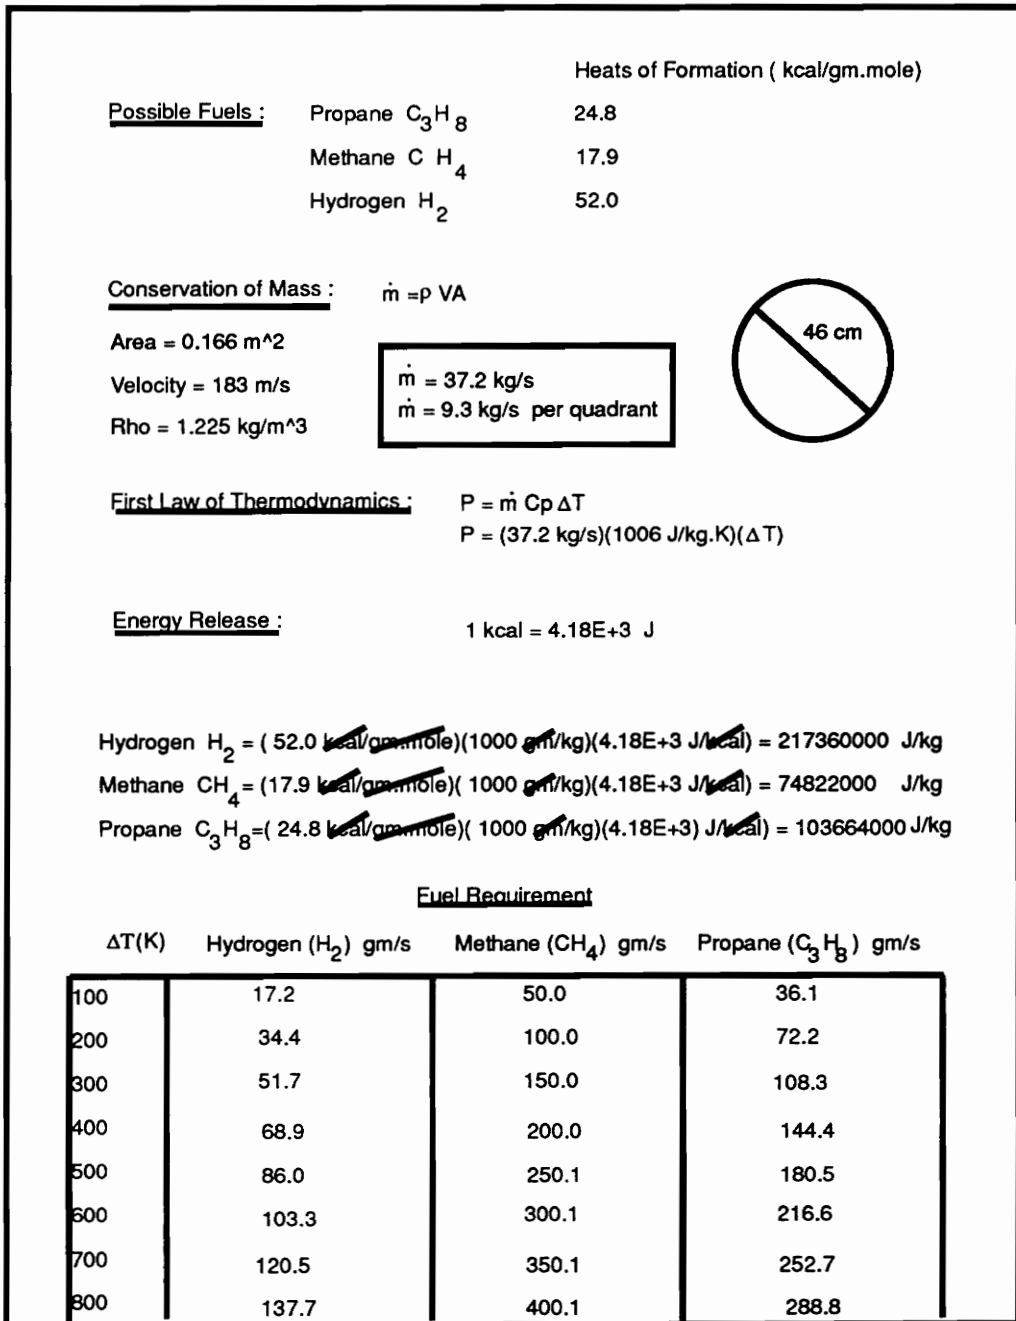 Heats of Formation ( kcal/gm.mole)
Possible Fuels : Propane C3H8 24.8
Methane C H4 17.9
Hydrogen H2 52.0
Conservation of Mass : ṁ =ρ VA
46 cm
Area = 0.166 m^2
ṁ = 37.2 kg/s
Velocity = 183 m/s
ṁ = 9.3 kg/s per quadrant
Rho = 1.225 kg/m^3
First Law of Thermodynamics : P = ṁ Cp ΔT
P = (37.2 kg/s)(1006 J/kg.K)(ΔT)
Energy Release : 1 kcal = 4.18E+3 J
Hydrogen H2 = ( 52.0 kcal/gm.mole)(1000 gm/kg)(4.18E+3 J/kcal) = 217360000 J/kg
Methane CH4 = (17.9 kcal/gm.mole)( 1000 gm/kg)(4.18E+3 J/kcal) = 74822000 J/kg
Propane C3H8=( 24.8 kcal/gm.mole)( 1000 gm/kg)(4.18E+3) J/kcal) = 103664000 J/kg
Fuel Requirement
ΔT(K) Hydrogen (H2) gm/s Methane (CH4) gm/s Propane (C3H8) gm/s
100 17.2 50.0 36.1
200 34.4 100.0 72.2
300 51.7 150.0 108.3
400 68.9 200.0 144.4
500 86.0 250.1 180.5
600 103.3 300.1 216.6
700 120.5 350.1 252.7
800 137.7 400.1 288.8